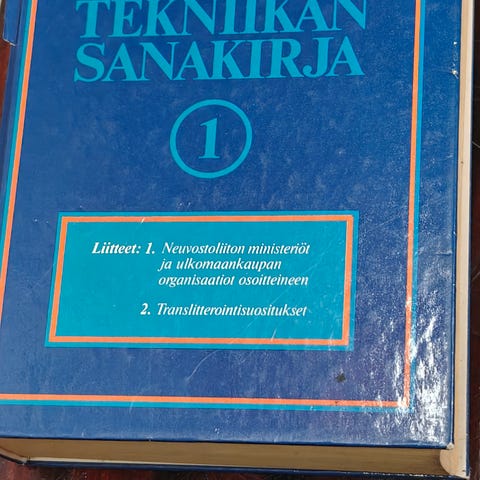 TEKNIIKAN
SANAKIRJA
1
Liitteet: 1. Neuvostoliiton ministeriöt
ja ulkomaankaupan
organisaatiot osoitteineen
2. Translitterointisuositukset